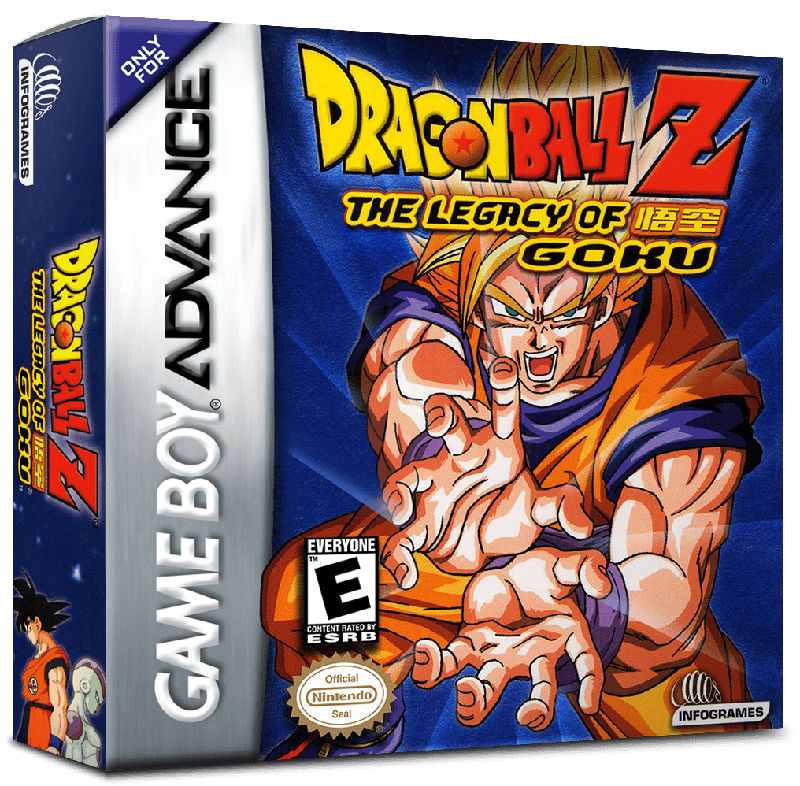 INFOGRAMES
DRAGON BALL Z
THE LEGACY OF 悟空
GOKU
ONLY
FOR
GAME BOY ADVANCE
®
DRAGON BALL Z
THE LEGACY OF 悟空
GOKU
EVERYONE
E
™
CONTENT RATED BY
ESRB
Official
Nintendo
Seal
®
INFOGRAMES